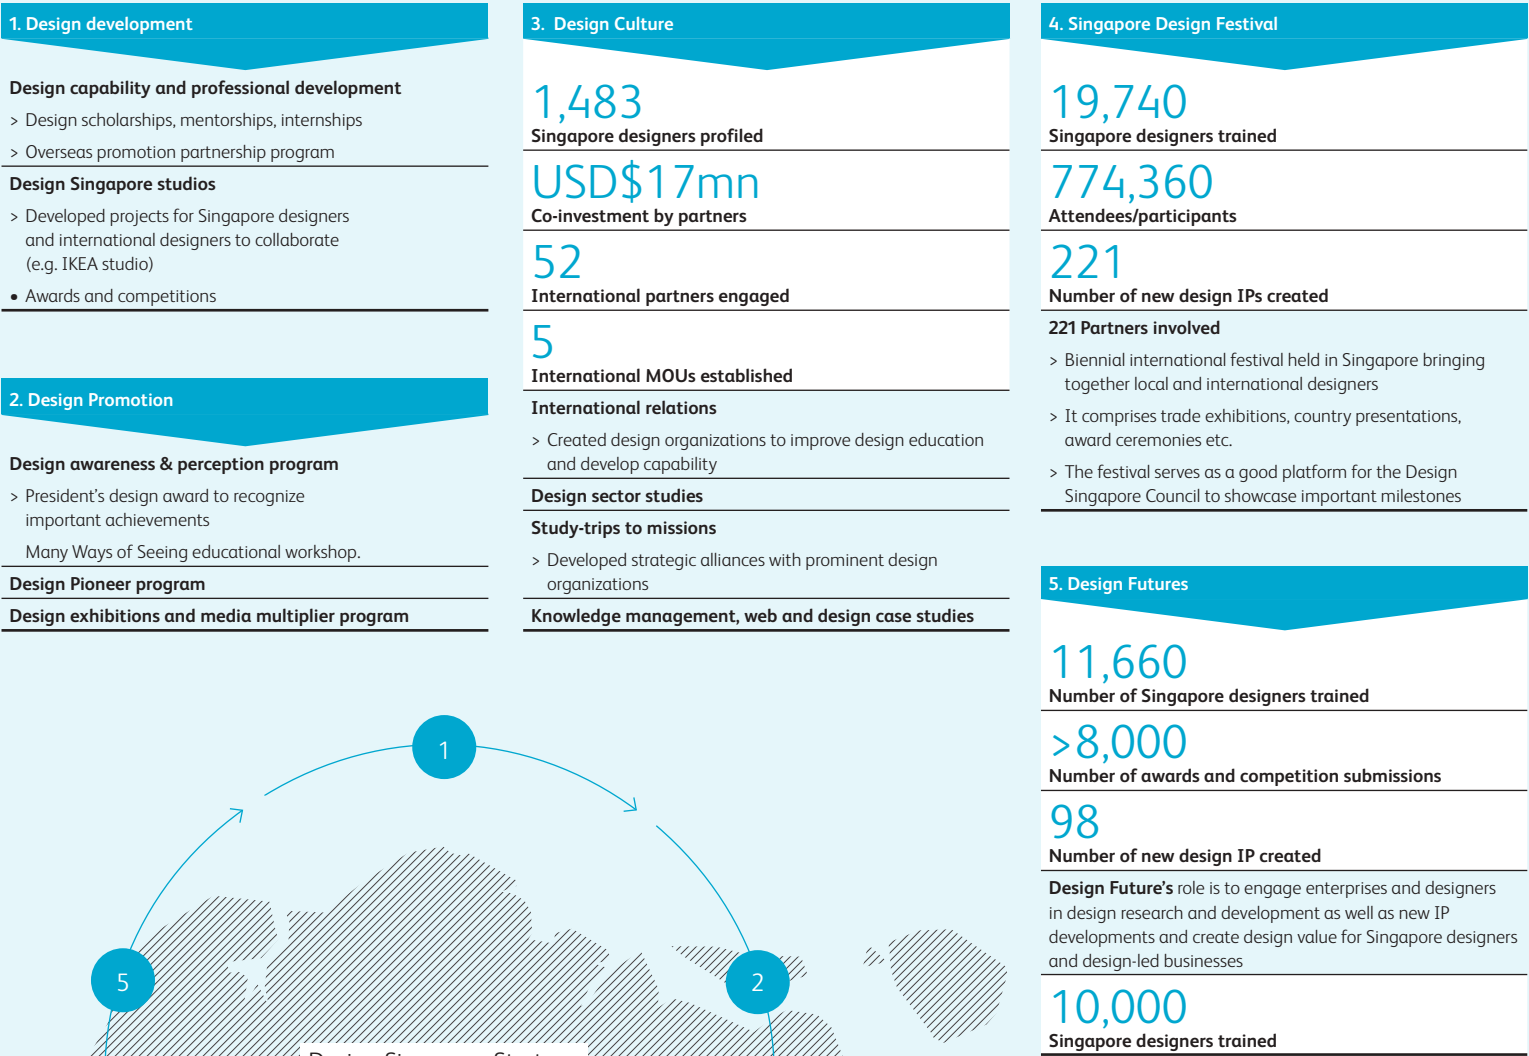 1. Design development
Design capability and professional development
> Design scholarships, mentorships, internships
> Overseas promotion partnership program
Design Singapore studios
> Developed projects for Singapore designers
and international designers to collaborate
(e.g. IKEA studio)
• Awards and competitions
2. Design Promotion
Design awareness & perception program
> President’s design award to recognize
important achievements
Many Ways of Seeing educational workshop.
Design Pioneer program
Design exhibitions and media multiplier program
3. Design Culture
1,483
Singapore designers profiled
USD$17mn
Co-investment by partners
52
International partners engaged
5
International MOUs established
International relations
> Created design organizations to improve design education
and develop capability
Design sector studies
Study-trips to missions
> Developed strategic alliances with prominent design
organizations
Knowledge management, web and design case studies
4. Singapore Design Festival
19,740
Singapore designers trained
774,360
Attendees/participants
221
Number of new design IPs created
221 Partners involved
> Biennial international festival held in Singapore bringing
together local and international designers
> It comprises trade exhibitions, country presentations,
award ceremonies etc.
> The festival serves as a good platform for the Design
Singapore Council to showcase important milestones
5. Design Futures
11,660
Number of Singapore designers trained
>8,000
Number of awards and competition submissions
98
Number of new design IP created
Design Future’s role is to engage enterprises and designers
in design research and development as well as new IP
developments and create design value for Singapore designers
and design-led businesses
10,000
Singapore designers trained
1
5
2